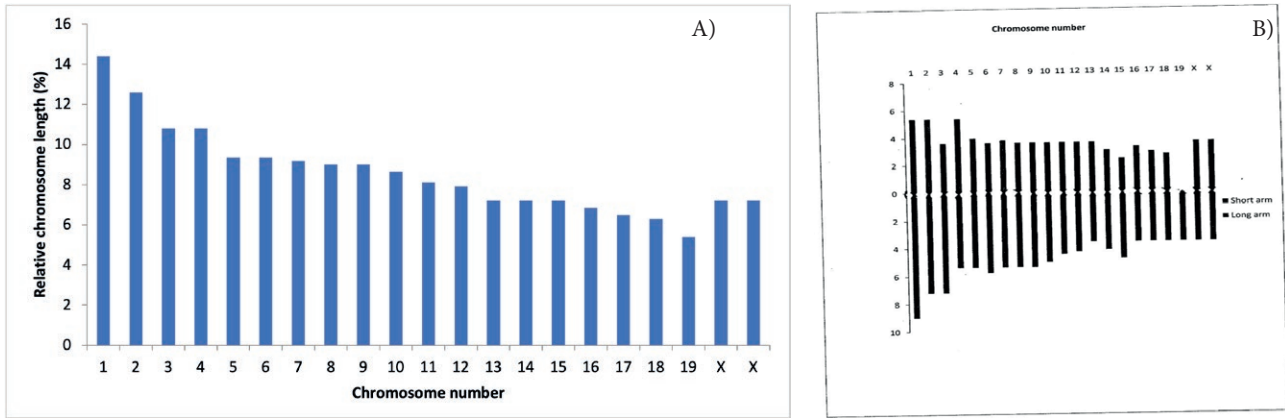 A)
16
14
12
10
8
6
4
2
0
Relative chromosome length (%)
1 2 3 4 5 6 7 8 9 10 11 12 13 14 15 16 17 18 19 X X
Chromosome number
B)
Chromosome number
1 2 3 4 5 6 7 8 9 10 11 12 13 14 15 16 17 18 19 X X
8
6
4
2
0
2
4
6
8
10
Short arm
Long arm